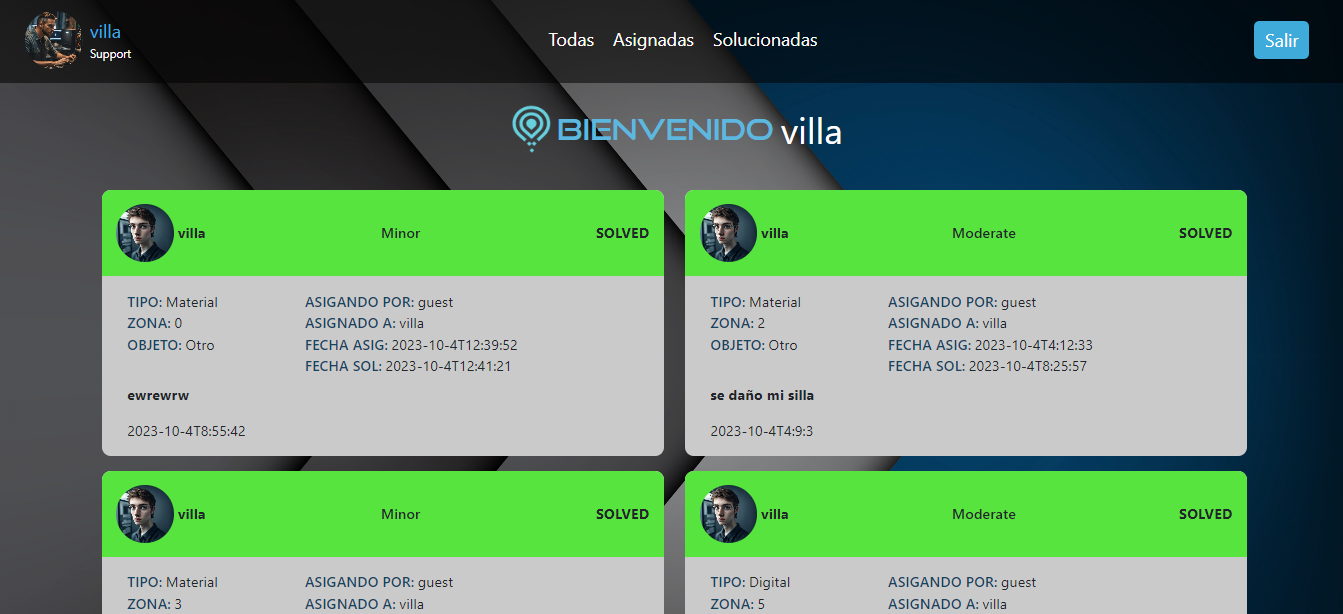 villa
Support
Todas Asignadas Solucionadas
Salir
BIENVENIDO villa
villa Minor SOLVED
TIPO: Material
ZONA: 0
OBJETO: Otro
ASIGANDO POR: guest
ASIGNADO A: villa
FECHA ASIG: 2023-10-4T12:39:52
FECHA SOL: 2023-10-4T12:41:21
ewrewrw
2023-10-4T8:55:42
villa Moderate SOLVED
TIPO: Material
ZONA: 2
OBJETO: Otro
ASIGANDO POR: guest
ASIGNADO A: villa
FECHA ASIG: 2023-10-4T4:12:33
FECHA SOL: 2023-10-4T8:25:57
se daño mi silla
2023-10-4T4:9:3
villa Minor SOLVED
TIPO: Material
ZONA: 3
ASIGANDO POR: guest
ASIGNADO A: villa
villa Moderate SOLVED
TIPO: Digital
ZONA: 5
ASIGANDO POR: guest
ASIGNADO A: villa